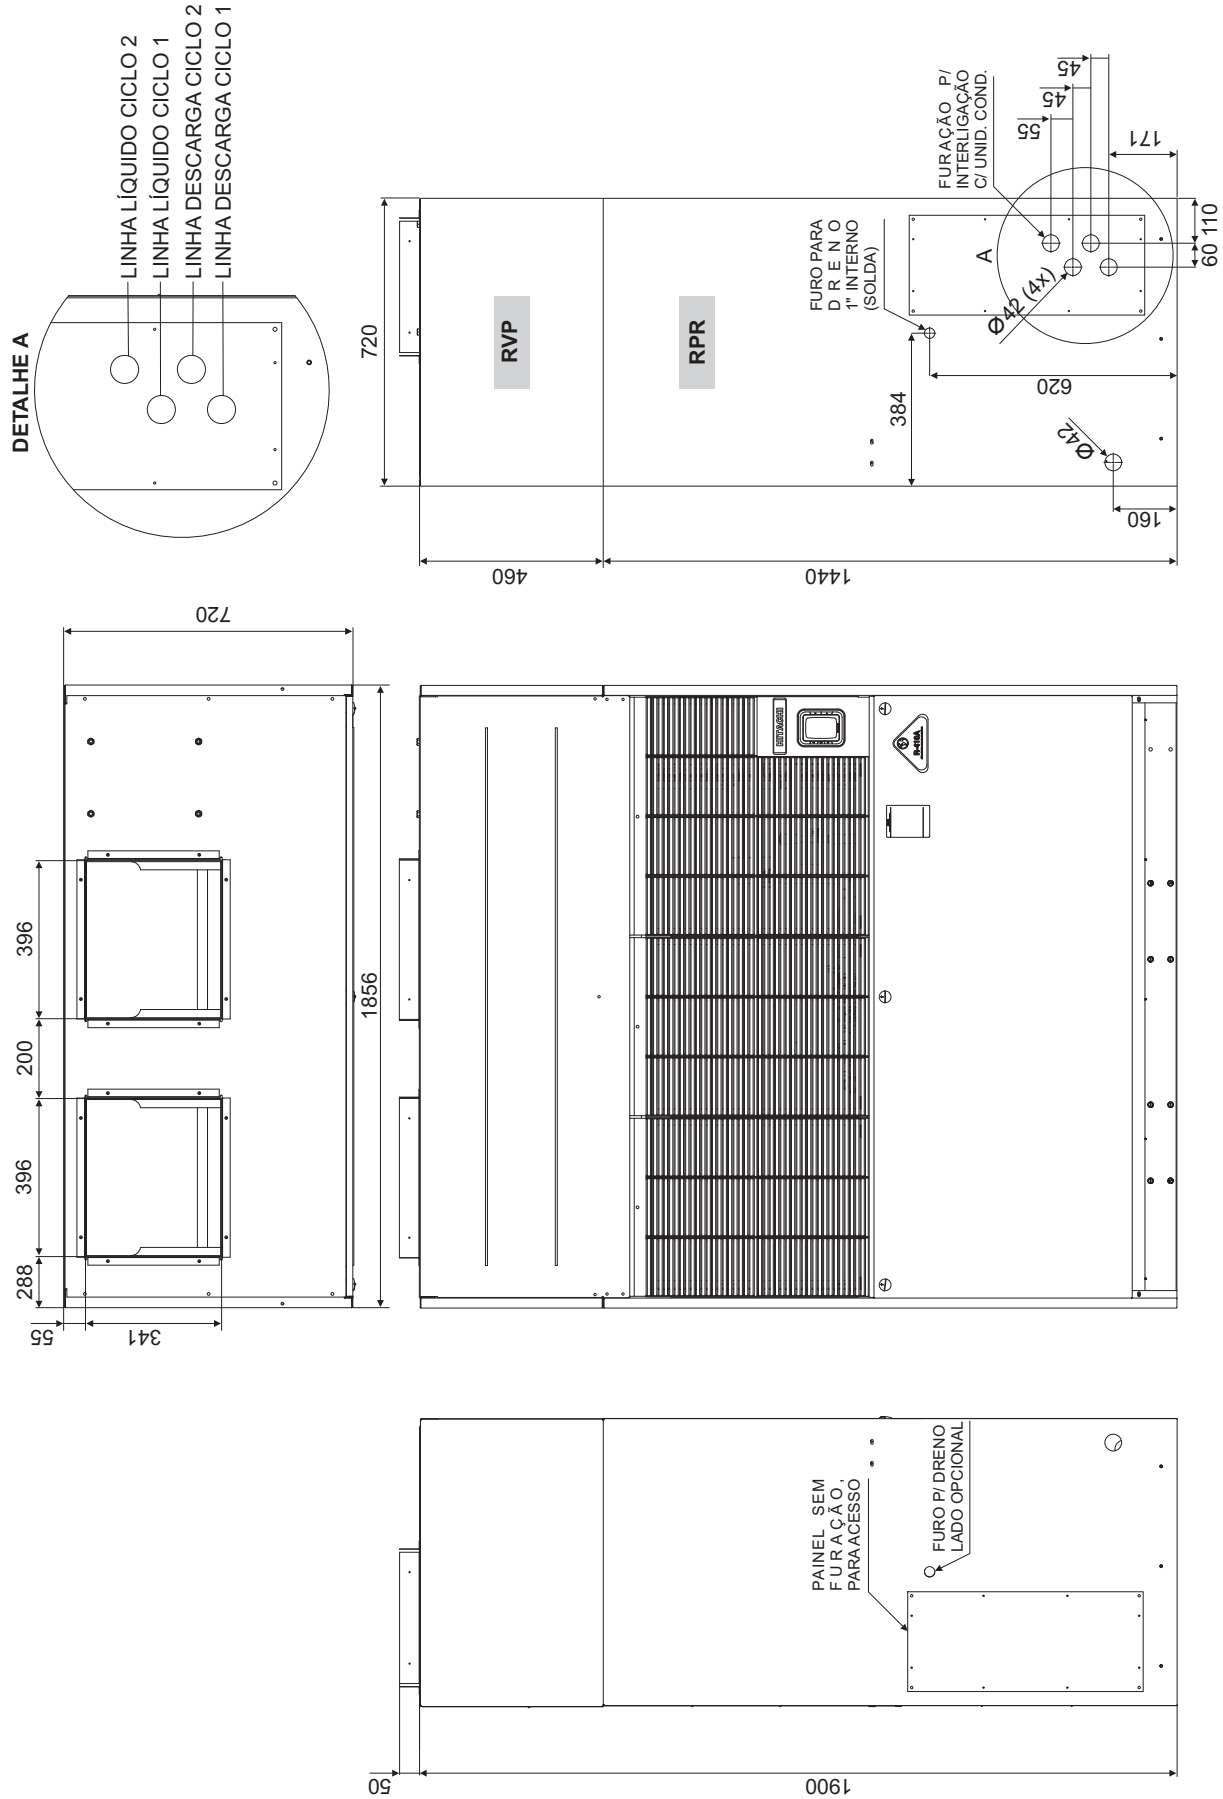 DETALHE A
LINHA LÍQUIDO CICLO 2
LINHA LÍQUIDO CICLO 1
LINHA DESCARGA CICLO 2
LINHA DESCARGA CICLO 1
288
396
200
396
55
341
720
1856
HITACHI
R-410A
720
RVP
RPR
460
1440
384
FURO PARA
D R E N O
1" INTERNO
(SOLDA)
620
Ø42
160
A
Ø42 (4x)
FURAÇÃO P/
INTERLIGAÇÃO
C/ UNID. COND.
55
45
45
171
60
110
50
1900
PAINEL SEM
F U R A Ç Ã O ,
PARA ACESSO
FURO P/ DRENO
LADO OPCIONAL